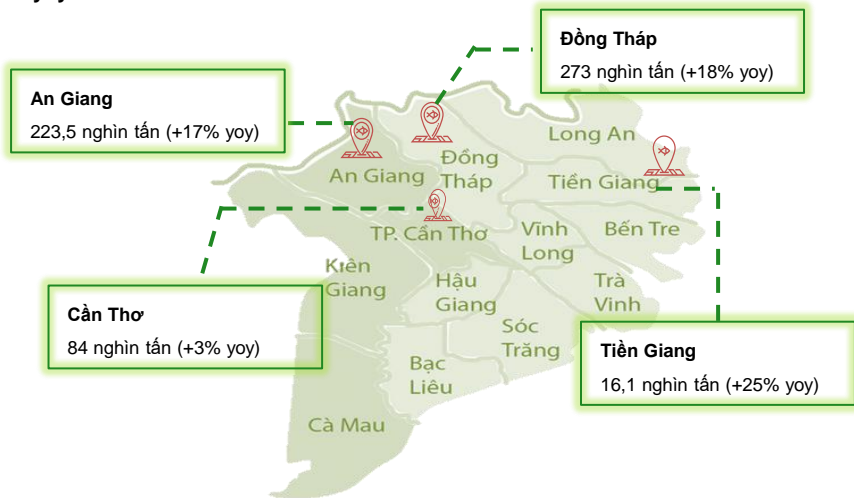 Đồng Tháp
273 nghìn tấn (+18% yoy)
An Giang
223,5 nghìn tấn (+17% yoy)
Long An
Đồng
Tháp
An Giang
Tiền Giang
TP. Cần Thơ
Vĩnh
Long
Bến Tre
Kiên
Giang
Hậu
Giang
Trà
Vinh
Cần Thơ
84 nghìn tấn (+3% yoy)
Sóc
Trăng
Tiền Giang
16,1 nghìn tấn (+25% yoy)
Bạc
Liêu
Cà Mau